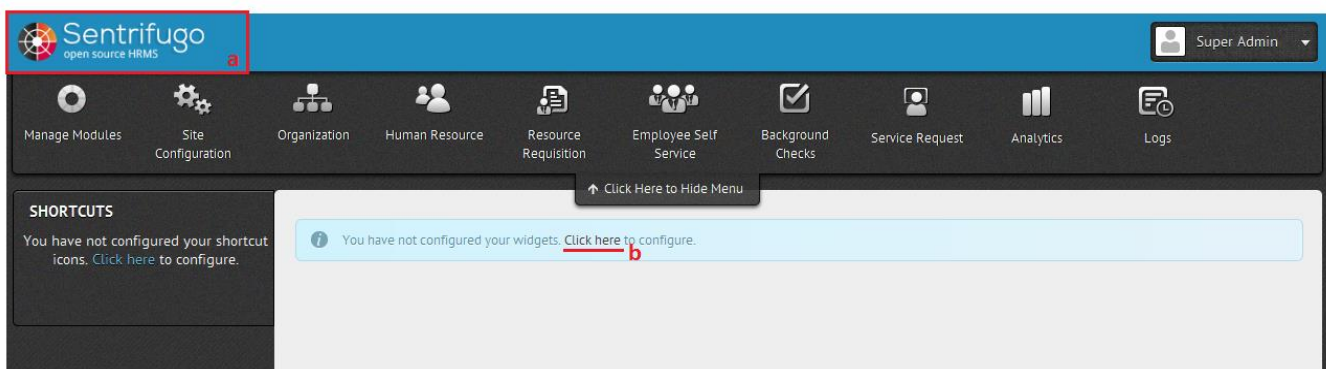 Sentrifugo
open source HRMS
a
Super Admin
Manage Modules
Site
Configuration
Organization
Human Resource
Resource
Requisition
Employee Self
Service
Background
Checks
Service Request
Analytics
Logs
Click Here to Hide Menu
SHORTCUTS
You have not configured your shortcut
icons. Click here to configure.
You have not configured your widgets. Click here to configure.
b